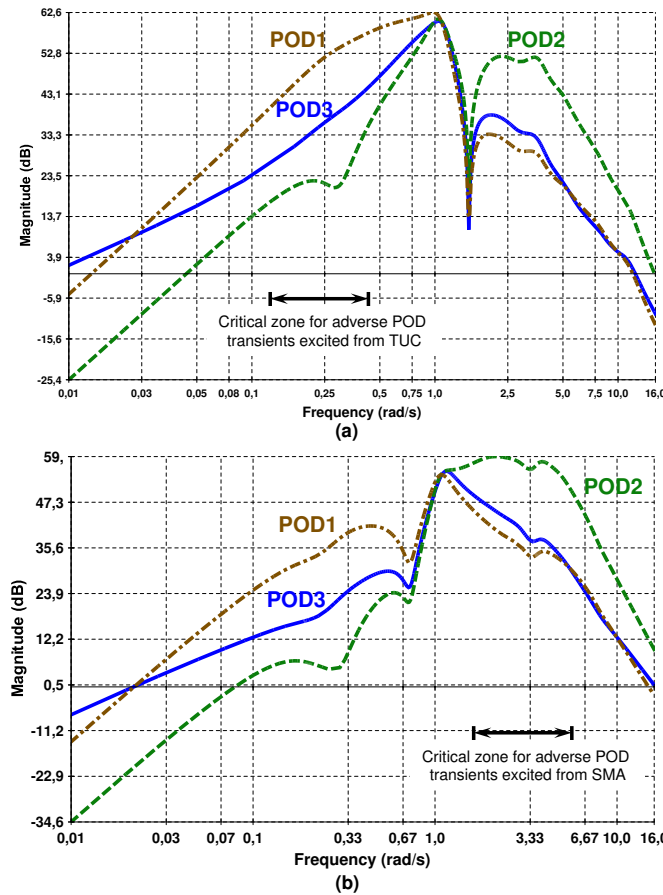 62,6
52,8
43,1
33,3
23,5
13,7
3,9
-5,9
-15,6
-25,4
Magnitude (dB)
POD1
POD2
POD3
Critical zone for adverse POD
transients excited from TUC
0,01 0,03 0,05 0,08 0,1 0,25 0,5 0,75 1,0 2,5 5,0 7,5 10,0 16,0
Frequency (rad/s)
(a)
59,
47,3
35,6
23,9
12,2
0,5
-11,2
-22,9
-34,6
Magnitude (dB)
POD1
POD2
POD3
Critical zone for adverse POD
transients excited from SMA
0,01 0,03 0,07 0,1 0,33 0,67 1,0 3,33 6,67 10,0 16,0
Frequency (rad/s)
(b)